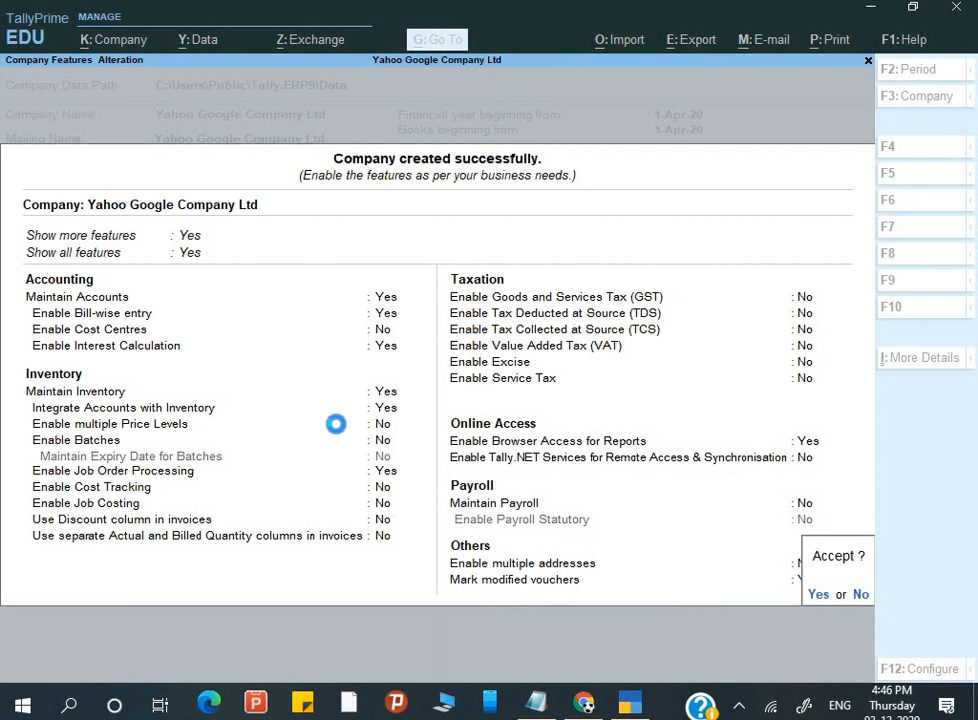 TallyPrime MANAGE
EDU K: Company Y: Data Z: Exchange G: Go To O: Import E: Export M: E-mail P: Print F1: Help
Company Features Alteration Yahoo Google Company Ltd
F2: Period
Company Data Path C:\Users\Public\Tally.ERP9\Data
F3: Company
Company Name Yahoo Google Company Ltd Financial year beginning from 1-Apr-20
Books beginning from 1-Apr-20
Mailing Name Yahoo Google Company Ltd
F4
F5
F6
F7
F8
F9
F10
I: More Details
F12: Configure
Company created successfully.
(Enable the features as per your business needs.)
Company: Yahoo Google Company Ltd
Show more features : Yes
Show all features : Yes
Accounting
Maintain Accounts : Yes
Enable Bill-wise entry : Yes
Enable Cost Centres : No
Enable Interest Calculation : Yes
Inventory
Maintain Inventory : Yes
Integrate Accounts with Inventory : Yes
Enable multiple Price Levels : No
Enable Batches : No
Maintain Expiry Date for Batches : No
Enable Job Order Processing : Yes
Enable Cost Tracking : No
Enable Job Costing : No
Use Discount column in invoices : No
Use separate Actual and Billed Quantity columns in invoices : No
Taxation
Enable Goods and Services Tax (GST) : No
Enable Tax Deducted at Source (TDS) : No
Enable Tax Collected at Source (TCS) : No
Enable Value Added Tax (VAT) : No
Enable Excise : No
Enable Service Tax : No
Online Access
Enable Browser Access for Reports : Yes
Enable Tally.NET Services for Remote Access & Synchronisation : No
Payroll
Maintain Payroll : No
Enable Payroll Statutory : No
Others
Enable multiple addresses :
Mark modified vouchers :
Accept ?
Yes or No
4:46 PM
ENG Thursday